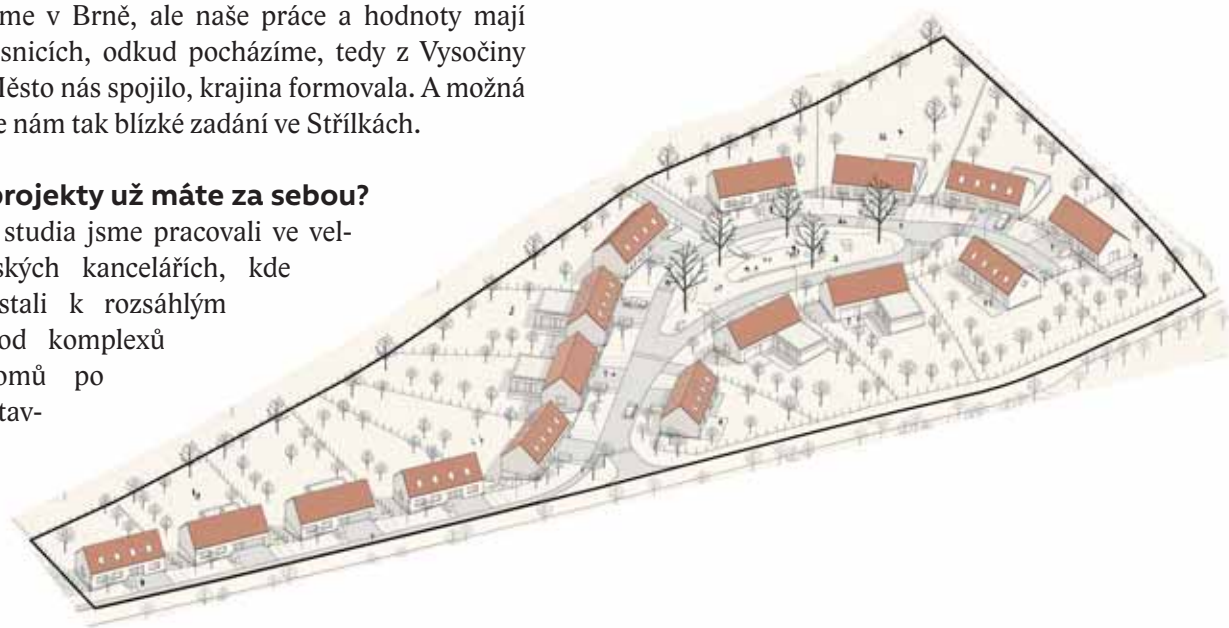 me v Brně, ale naše práce a hodnoty mají
snicích, odkud pocházíme, tedy z Vysočiny
Město nás spojilo, krajina formovala. A možná
e nám tak blízké zadání ve Střílkách.
projekty už máte za sebou?
studia jsme pracovali ve vel-
ských kancelářích, kde
stali k rozsáhlým
od komplexů
omů po
tav-